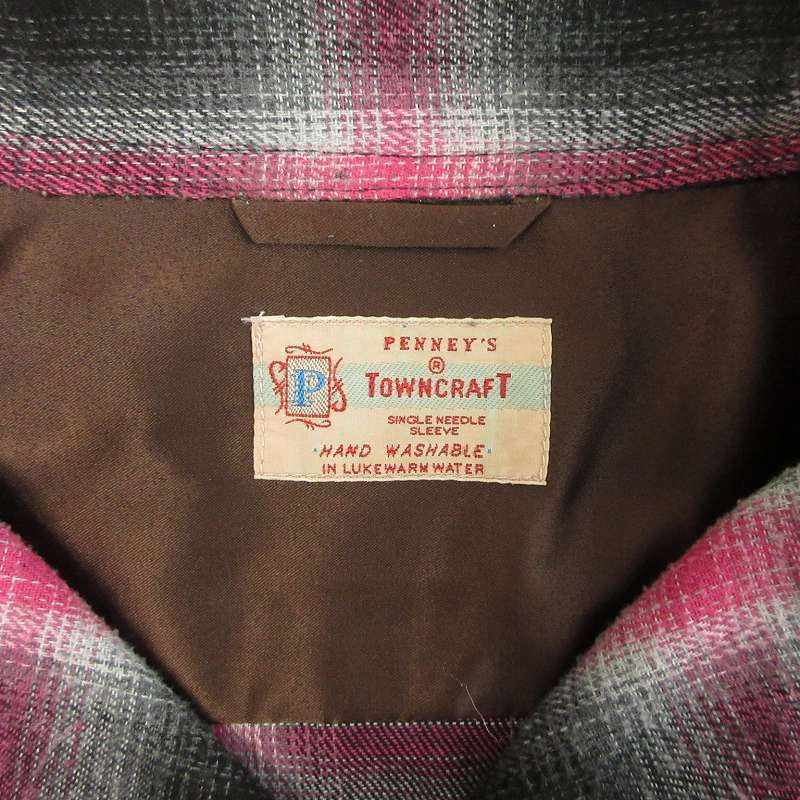 PENNEY'S
®
P
TOWNCRAFT
SINGLE NEEDLE
SLEEVE
HAND WASHABLE
IN LUKEWARM WATER